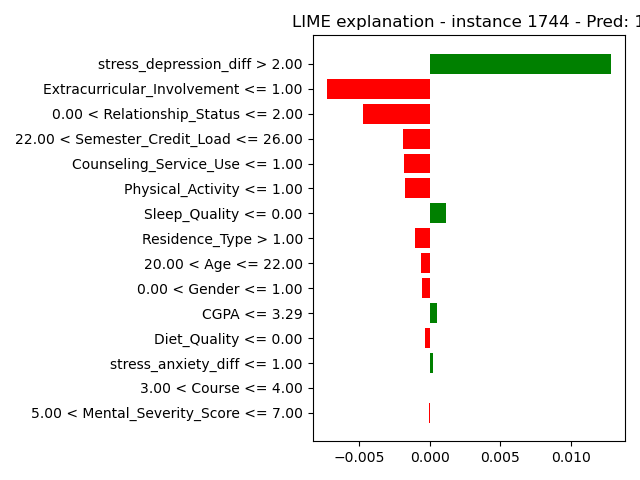 LIME explanation - instance 1744 - Pred: 1
stress_depression_diff > 2.00
Extracurricular_Involvement <= 1.00
0.00 < Relationship_Status <= 2.00
22.00 < Semester_Credit_Load <= 26.00
Counseling_Service_Use <= 1.00
Physical_Activity <= 1.00
Sleep_Quality <= 0.00
Residence_Type > 1.00
20.00 < Age <= 22.00
0.00 < Gender <= 1.00
CGPA <= 3.29
Diet_Quality <= 0.00
stress_anxiety_diff <= 1.00
3.00 < Course <= 4.00
5.00 < Mental_Severity_Score <= 7.00
−0.005 0.000 0.005 0.010